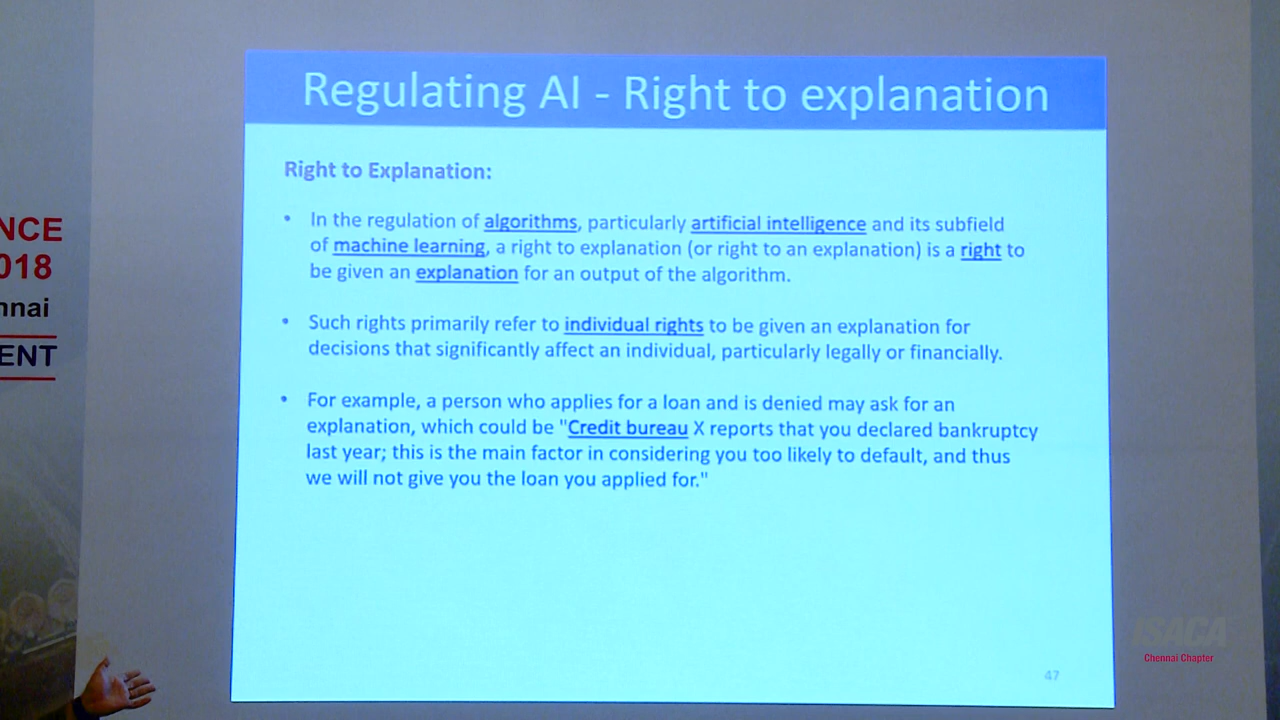 Regulating AI - Right to explanation
Right to Explanation:
• In the regulation of algorithms, particularly artificial intelligence and its subfield
of machine learning, a right to explanation (or right to an explanation) is a right to
be given an explanation for an output of the algorithm.
• Such rights primarily refer to individual rights to be given an explanation for
decisions that significantly affect an individual, particularly legally or financially.
• For example, a person who applies for a loan and is denied may ask for an
explanation, which could be "Credit bureau X reports that you declared bankruptcy
last year; this is the main factor in considering you too likely to default, and thus
we will not give you the loan you applied for."
47
NCE
018
nnai
ENT
ISACA
Chennai Chapter